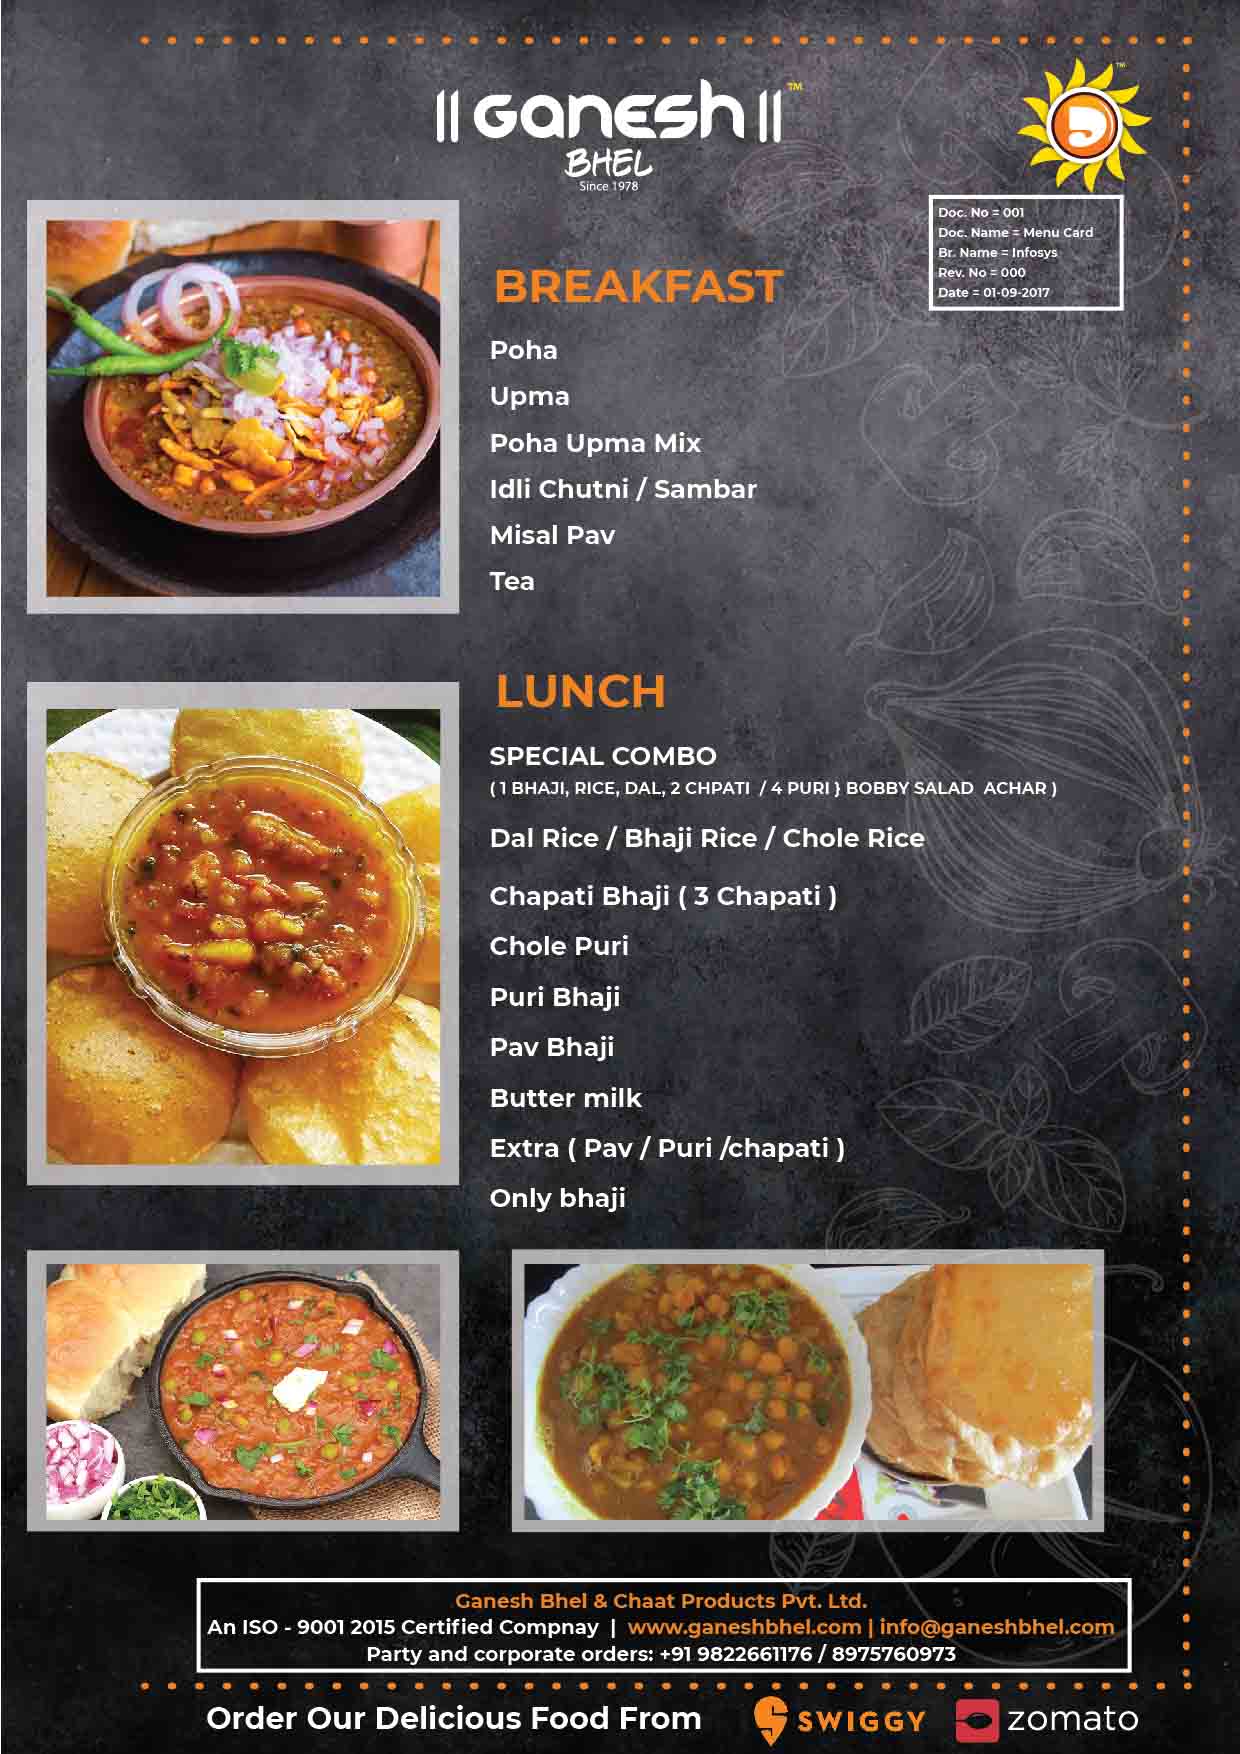 || GANESH || ™
BHEL
Since 1978
™
Doc. No = 001
Doc. Name = Menu Card
Br. Name = Infosys
Rev. No = 000
Date = 01-09-2017
BREAKFAST
Poha
Upma
Poha Upma Mix
Idli Chutni / Sambar
Misal Pav
Tea
LUNCH
SPECIAL COMBO
( 1 BHAJI, RICE, DAL, 2 CHPATI / 4 PURI } BOBBY SALAD ACHAR )
Dal Rice / Bhaji Rice / Chole Rice
Chapati Bhaji ( 3 Chapati )
Chole Puri
Puri Bhaji
Pav Bhaji
Butter milk
Extra ( Pav / Puri /chapati )
Only bhaji
Ganesh Bhel & Chaat Products Pvt. Ltd.
An ISO - 9001 2015 Certified Compnay | www.ganeshbhel.com | info@ganeshbhel.com
Party and corporate orders: +91 9822661176 / 8975760973
Order Our Delicious Food From SWIGGY zomato